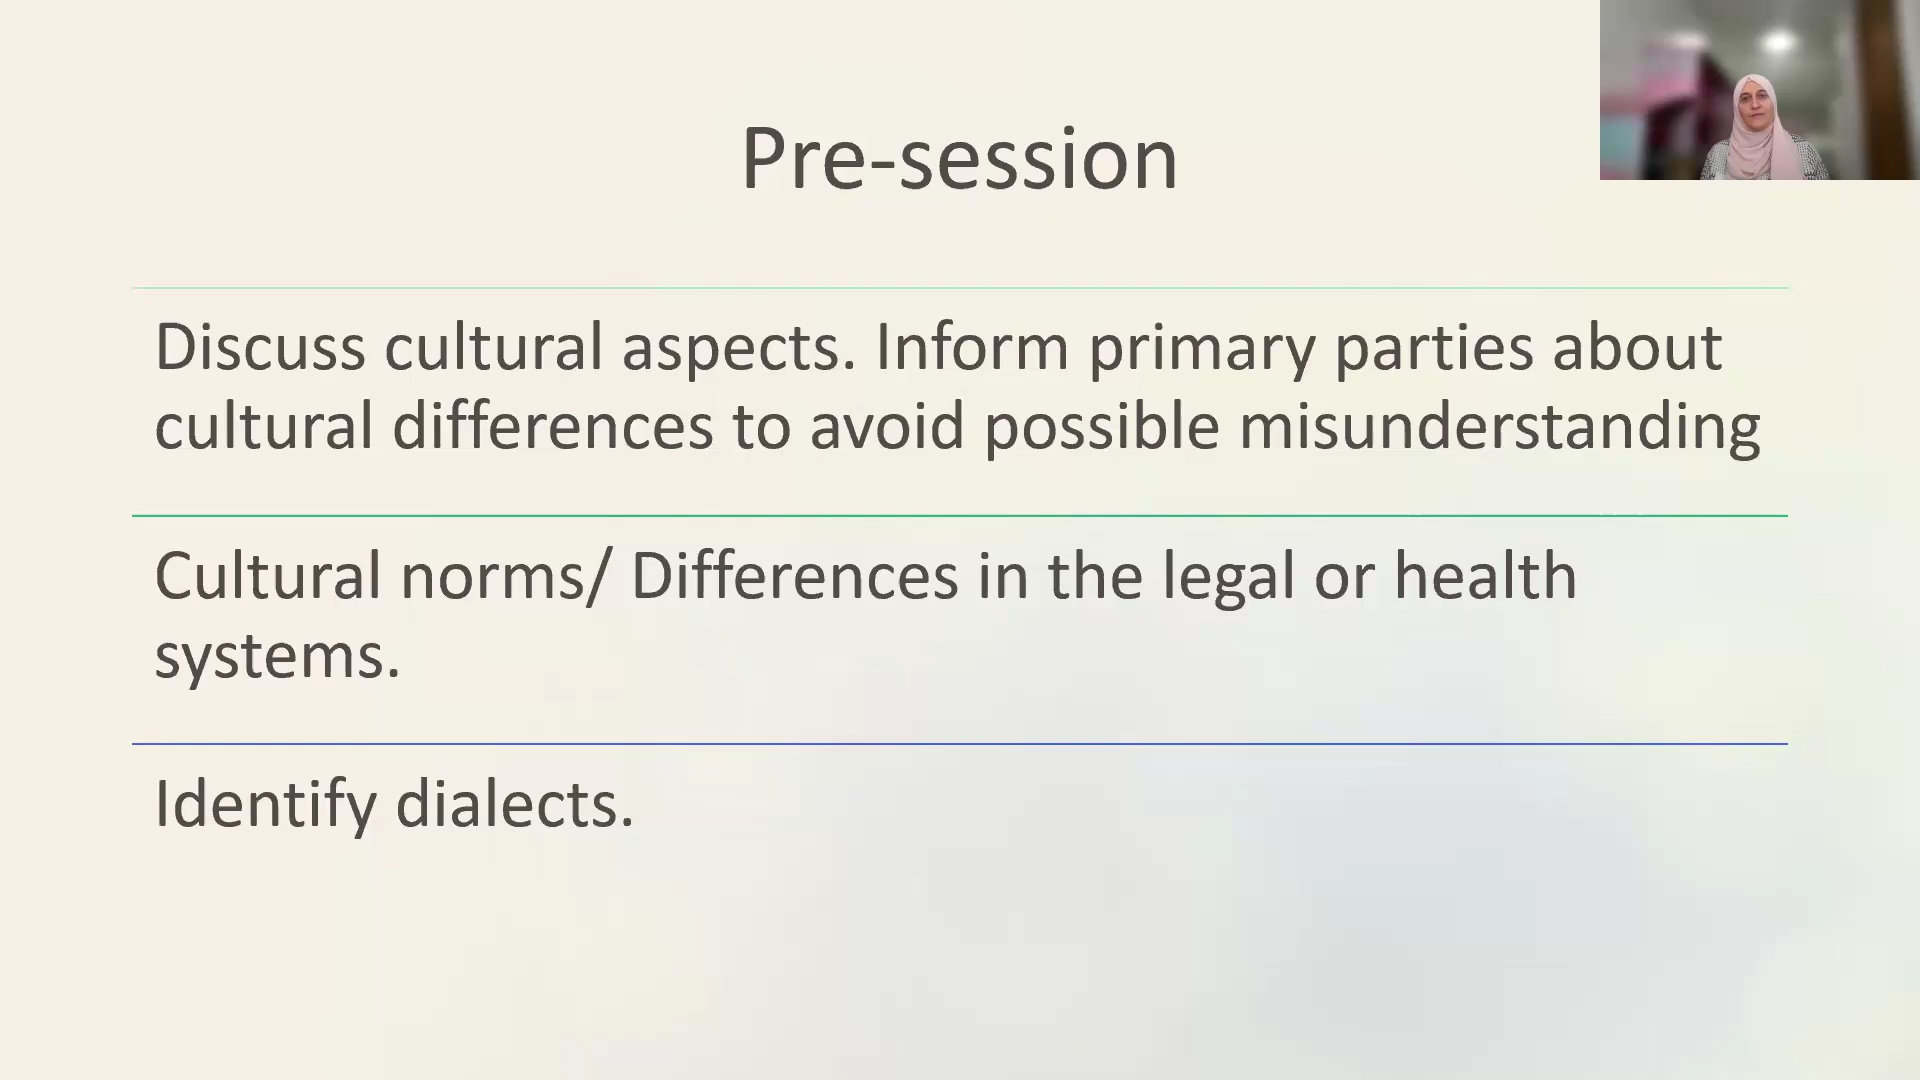 Pre-session
Discuss cultural aspects. Inform primary parties about
cultural differences to avoid possible misunderstanding
Cultural norms/ Differences in the legal or health
systems.
Identify dialects.